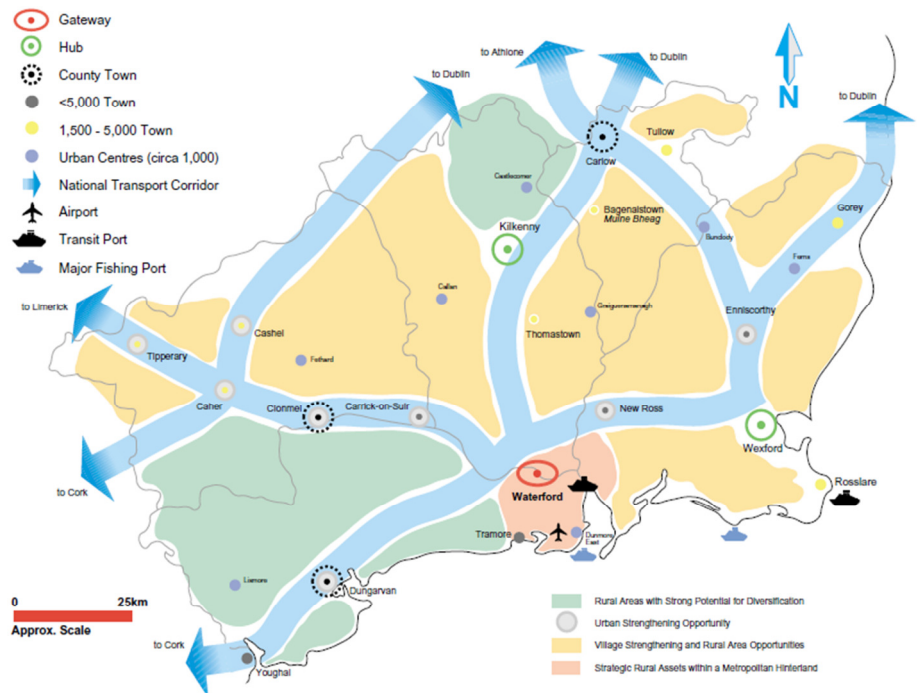 Gateway
Hub
County Town
<5,000 Town
1,500 - 5,000 Town
Urban Centres (circa 1,000)
National Transport Corridor
Airport
Transit Port
Major Fishing Port
to Athlone
to Dublin
to Dublin
N
to Dublin
Tullow
Carlow
Castlecomer
Bagenalstown
Muine Bheag
Kilkenny
Gorey
Bundody
Ferns
Callan
Graiguenamanagh
to Limerick
Enniscorthy
Cashel
Thomastown
Tipperary
Fethard
Caher
Clonmel
Carrick-on-Suir
New Ross
Wexford
to Cork
Waterford
Rosslare
Tramore
Dunmore
East
Lismore
Dungarvan
0 25km
Approx. Scale
to Cork
Youghal
Rural Areas with Strong Potential for Diversification
Urban Strengthening Opportunity
Village Strengthening and Rural Area Opportunities
Strategic Rural Assets within a Metropolitan Hinterland